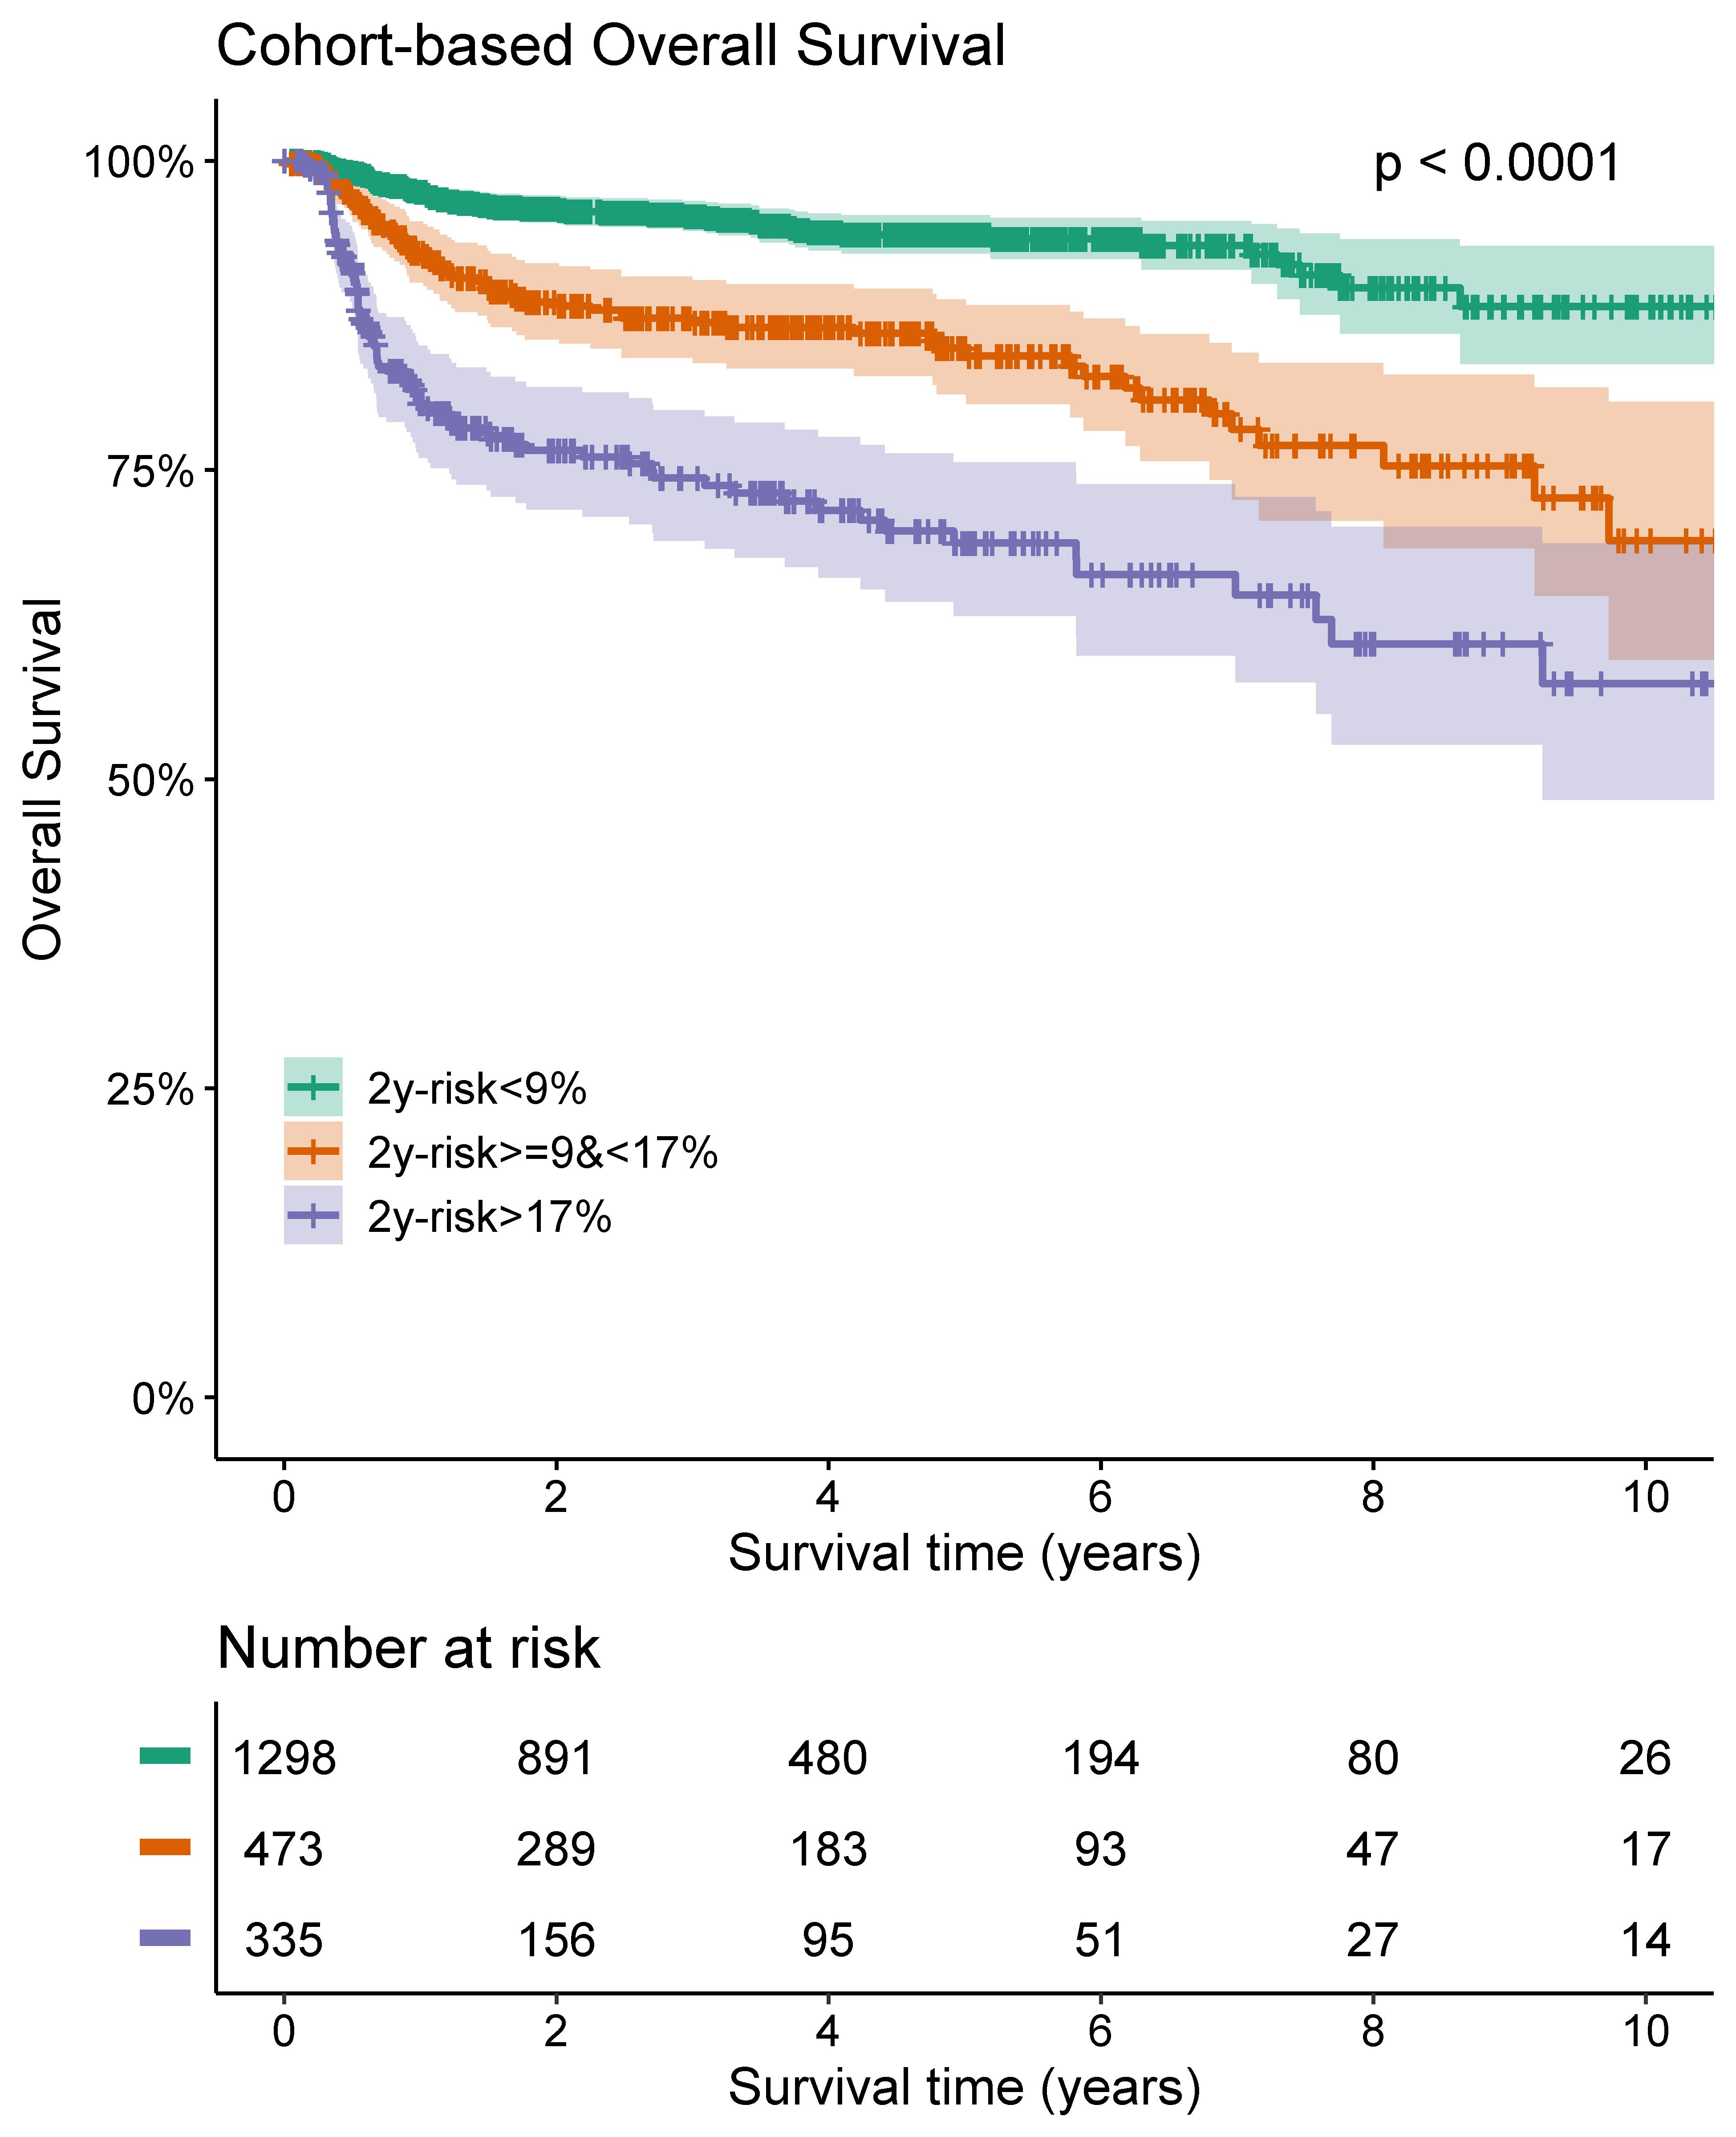 Cohort-based Overall Survival
p < 0.0001
100%
75%
50%
25%
0%
Overall Survival
2y-risk<9%
2y-risk>=9&<17%
2y-risk>17%
0 2 4 6 8 10
Survival time (years)
Number at risk
1298 891 480 194 80 26
473 289 183 93 47 17
335 156 95 51 27 14
0 2 4 6 8 10
Survival time (years)